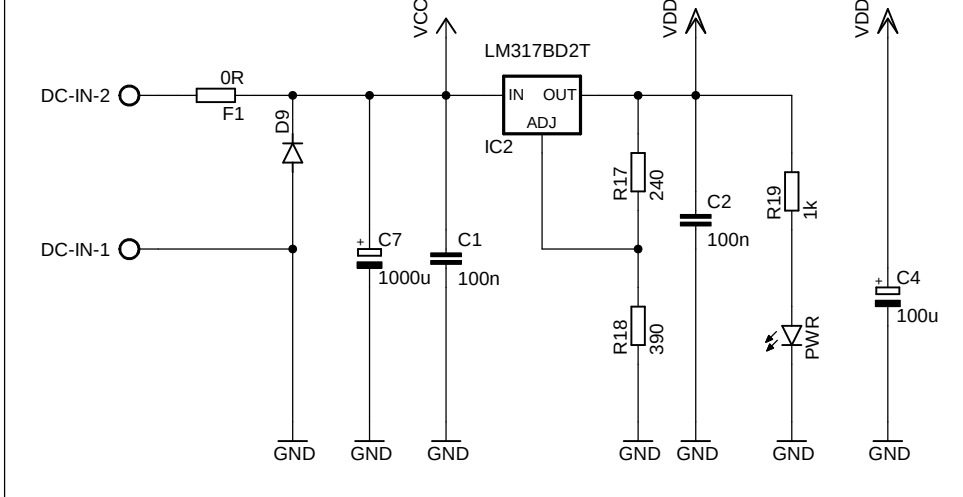 VCC
VDD
VDD
LM317BD2T
DC-IN-2
0R
F1
D9
IN
OUT
ADJ
IC2
R17
240
R19
1k
C2
100n
DC-IN-1
+
C7
1000u
C1
100n
+
C4
100u
R18
390
PWR
GND
GND
GND
GND
GND
GND
GND